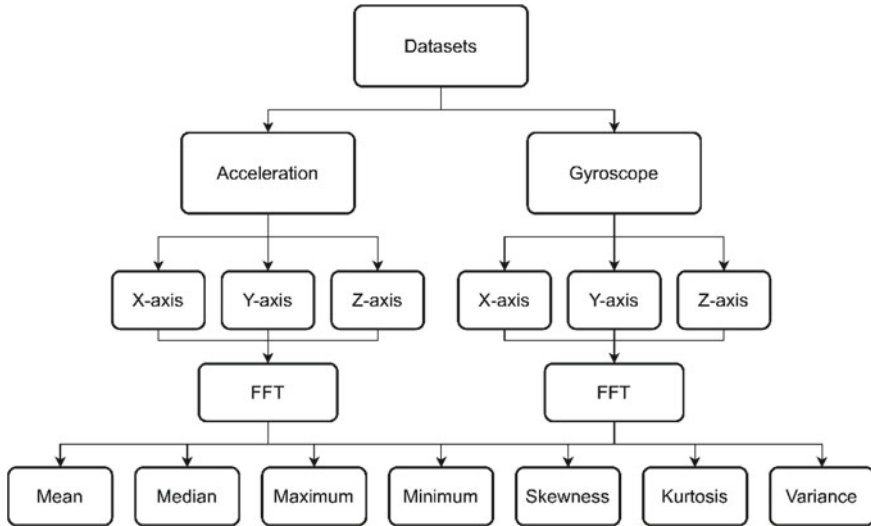 Datasets
Acceleration
Gyroscope
X-axis
Y-axis
Z-axis
X-axis
Y-axis
Z-axis
FFT
FFT
Mean
Median
Maximum
Minimum
Skewness
Kurtosis
Variance